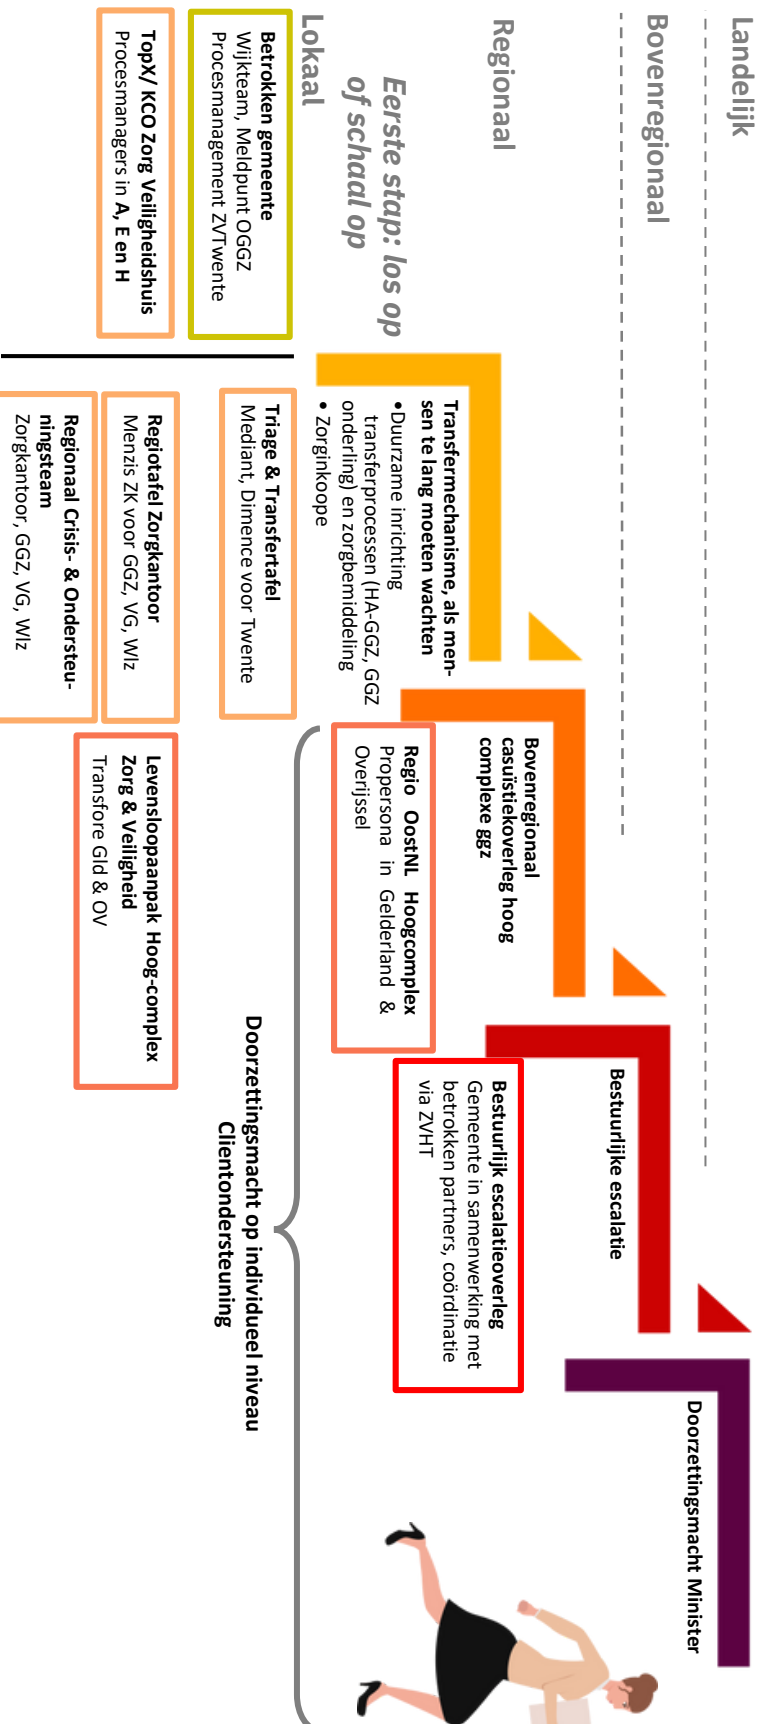 Landelijk
Bovenregionaal
Regionaal
Eerste stap: los op
of schaal op
Lokaal
Betrokken gemeente
Wijkteam, Meldpunt OGGZ
Procesmanagement ZVTwente
TopX/ KCO Zorg Veiligheidshuis
Procesmanagers in A, E en H
Transfermechanisme, als men-
sen te lang moeten wachten
•Duurzame inrichting
transferprocessen (HA-GGZ, GGZ
onderling) en zorgbemiddeling
• Zorginkoope
Triage & Transfertafel
Mediant, Dimence voor Twente
Regiotafel Zorgkantoor
Menzis ZK voor GGZ, VG, Wlz
Regionaal Crisis- & Ondersteu-
ningsteam
Zorgkantoor, GGZ, VG, Wlz
Bovenregionaal
casuïstiekoverleg hoog
complexe ggz
Regio OostNL Hoogcomplex
Propersona in Gelderland &
Overijssel
Levensloopaanpak Hoog-complex
Zorg & Veiligheid
Transfore Gld & OV
Bestuurlijke escalatie
Bestuurlijk escalatieoverleg
Gemeente in samenwerking met
betrokken partners, coördinatie
via ZVHT
Doorzettingsmacht Minister
Doorzettingsmacht op individueel niveau
Clientondersteuning